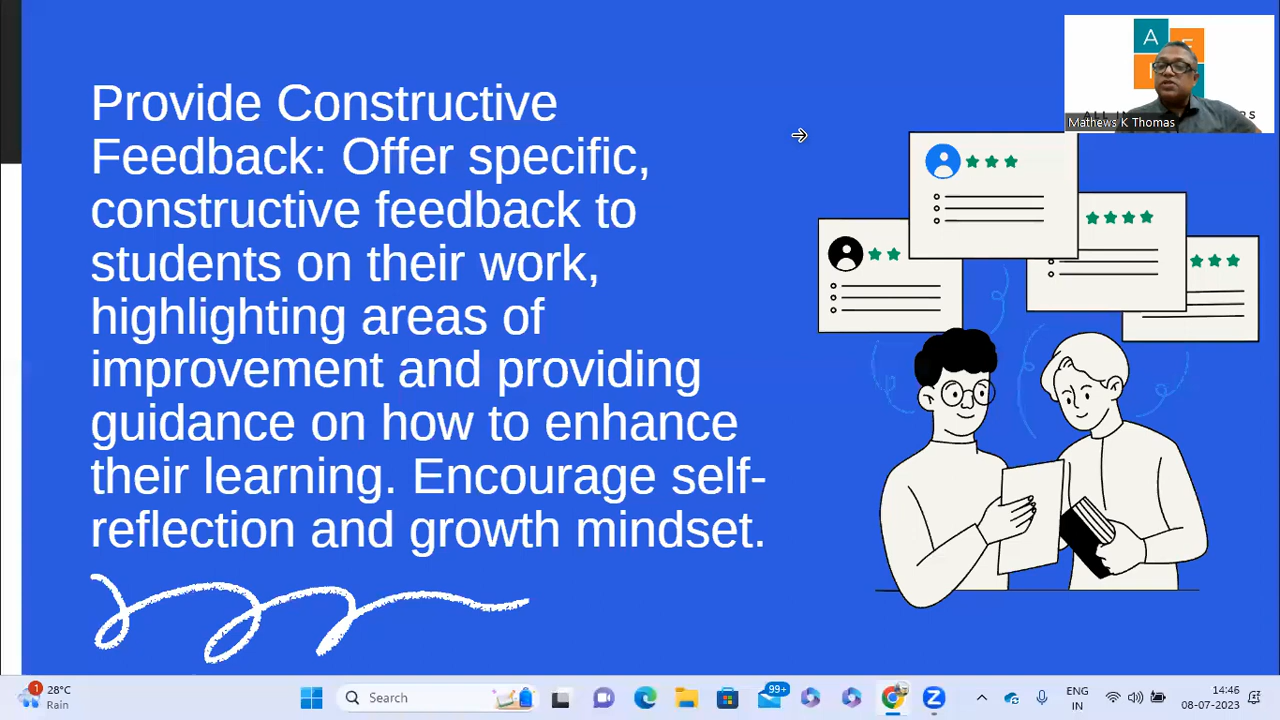 Provide Constructive
Feedback: Offer specific,
constructive feedback to
students on their work,
highlighting areas of
improvement and providing
guidance on how to enhance
their learning. Encourage self-
reflection and growth mindset.
A
Mathews K Thomas
1
28°C
Rain
Search
99+
ENG
IN
14:46
08-07-2023